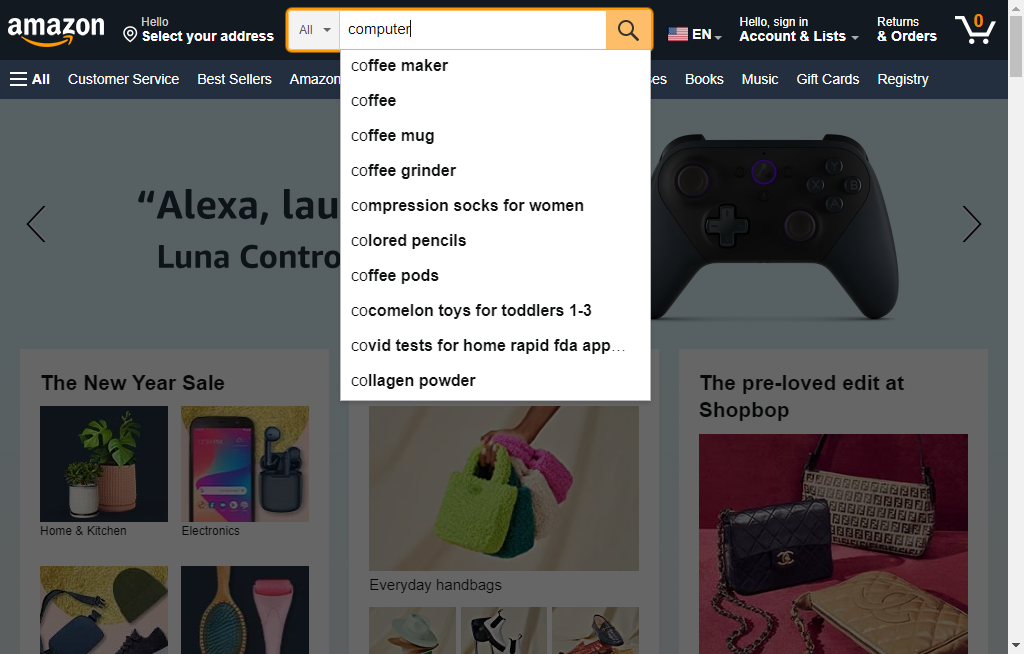 amazon
Hello
Select your address
All
computer
EN
Hello, sign in
Account & Lists
Returns
& Orders
0
All
Customer Service
Best Sellers
Amazon
es
Books
Music
Gift Cards
Registry
coffee maker
coffee
coffee mug
coffee grinder
compression socks for women
colored pencils
coffee pods
cocomelon toys for toddlers 1-3
covid tests for home rapid fda app…
collagen powder
“Alexa, lau
Luna Contro
Y
X
B
A
The New Year Sale
Home & Kitchen
Electronics
Everyday handbags
The pre-loved edit at
Shopbop